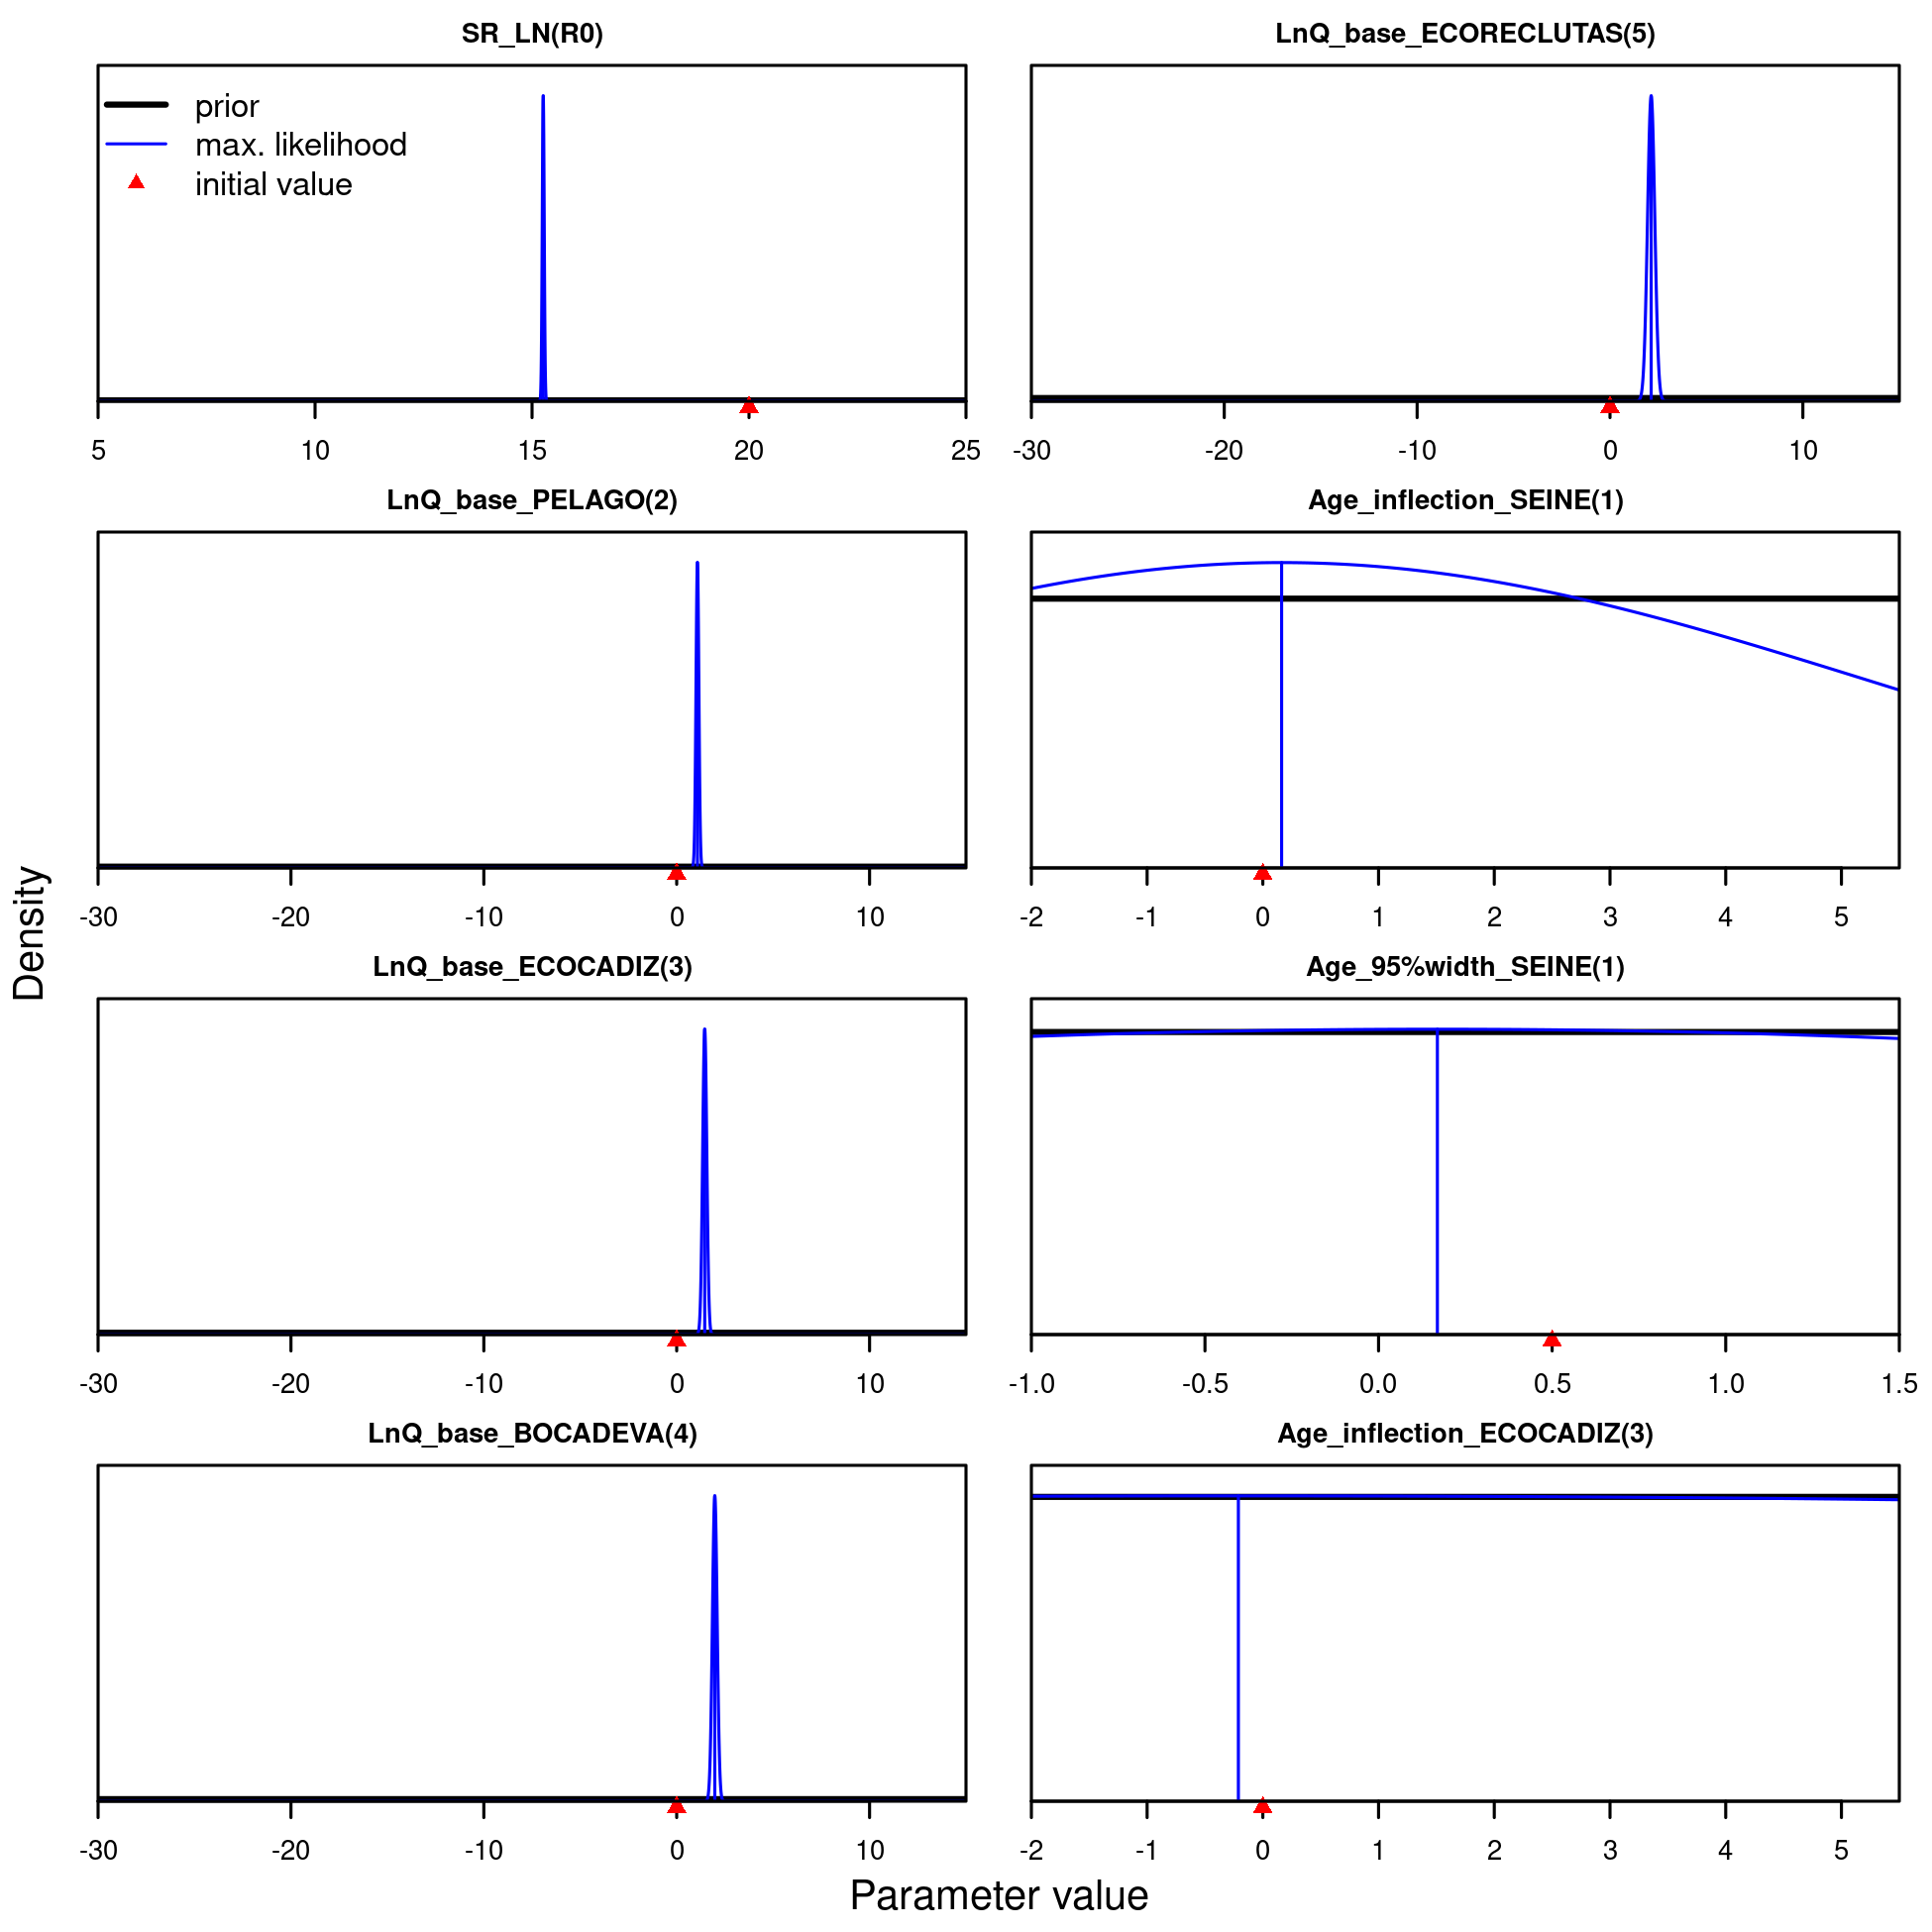 SR_LN(R0)
prior
max. likelihood
initial value
5 10 15 20 25
LnQ_base_ECORECLUTAS(5)
-30 -20 -10 0 10
LnQ_base_PELAGO(2)
-30 -20 -10 0 10
Age_inflection_SEINE(1)
-2 -1 0 1 2 3 4 5
LnQ_base_ECOCADIZ(3)
-30 -20 -10 0 10
Age_95%width_SEINE(1)
-1.0 -0.5 0.0 0.5 1.0 1.5
LnQ_base_BOCADEVA(4)
-30 -20 -10 0 10
Age_inflection_ECOCADIZ(3)
-2 -1 0 1 2 3 4 5
Density
Parameter value